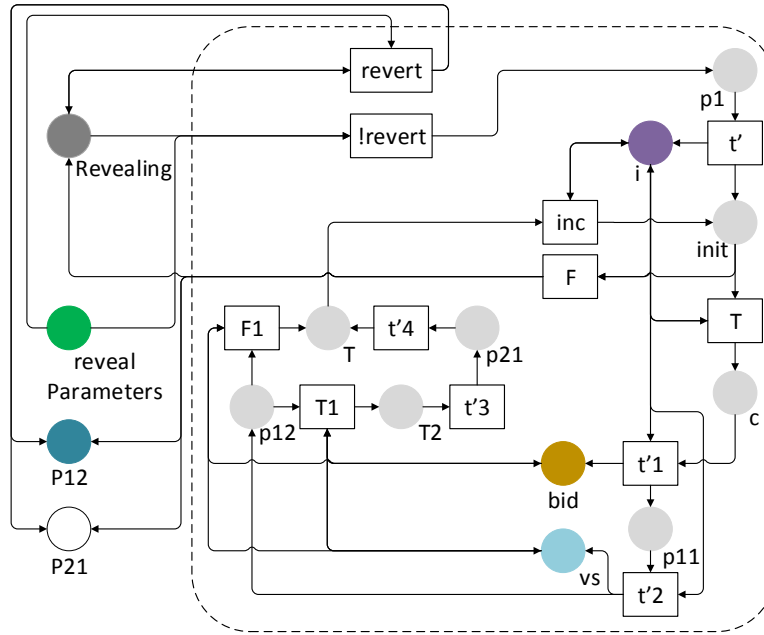 revert
p1
!revert
t'
Revealing
i
inc
init
F
F1
t'4
T
T
p21
reveal
Parameters
c
p12
T1
T2
t'3
P12
bid
t'1
P21
vs
p11
t'2